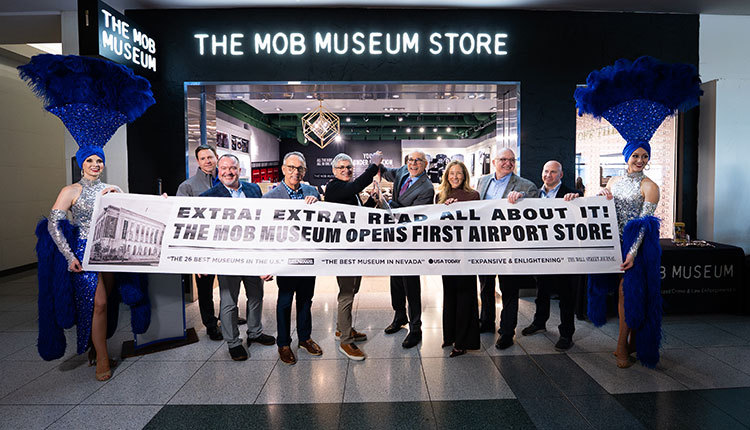 THE MOB
MUSEUM
THE MOB MUSEUM STORE
EXTRA! EXTRA! READ ALL ABOUT IT!
THE MOB MUSEUM OPENS FIRST AIRPORT STORE
"THE 26 BEST MUSEUMS IN THE U.S." "THE BEST MUSEUM IN NEVADA" USA TODAY "EXPANSIVE & ENLIGHTENING" THE WALL STREET JOURNAL
MOB MUSEUM